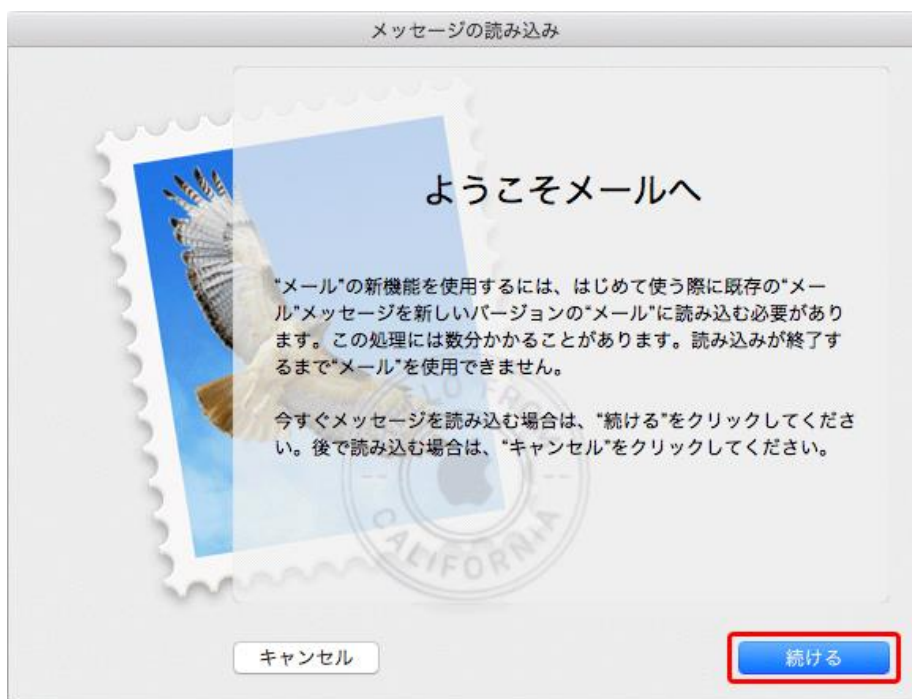 メッセージの読み込み
ようこそメールへ
“メール”の新機能を使用するには、はじめて使う際に既存の“メー
ル”メッセージを新しいバージョンの“メール”に読み込む必要があり
ます。この処理には数分かかることがあります。読み込みが終了す
るまで“メール”を使用できません。
今すぐメッセージを読み込む場合は、“続ける”をクリックしてくださ
い。後で読み込む場合は、“キャンセル”をクリックしてください。
CALIFORNIA
キャンセル
続ける